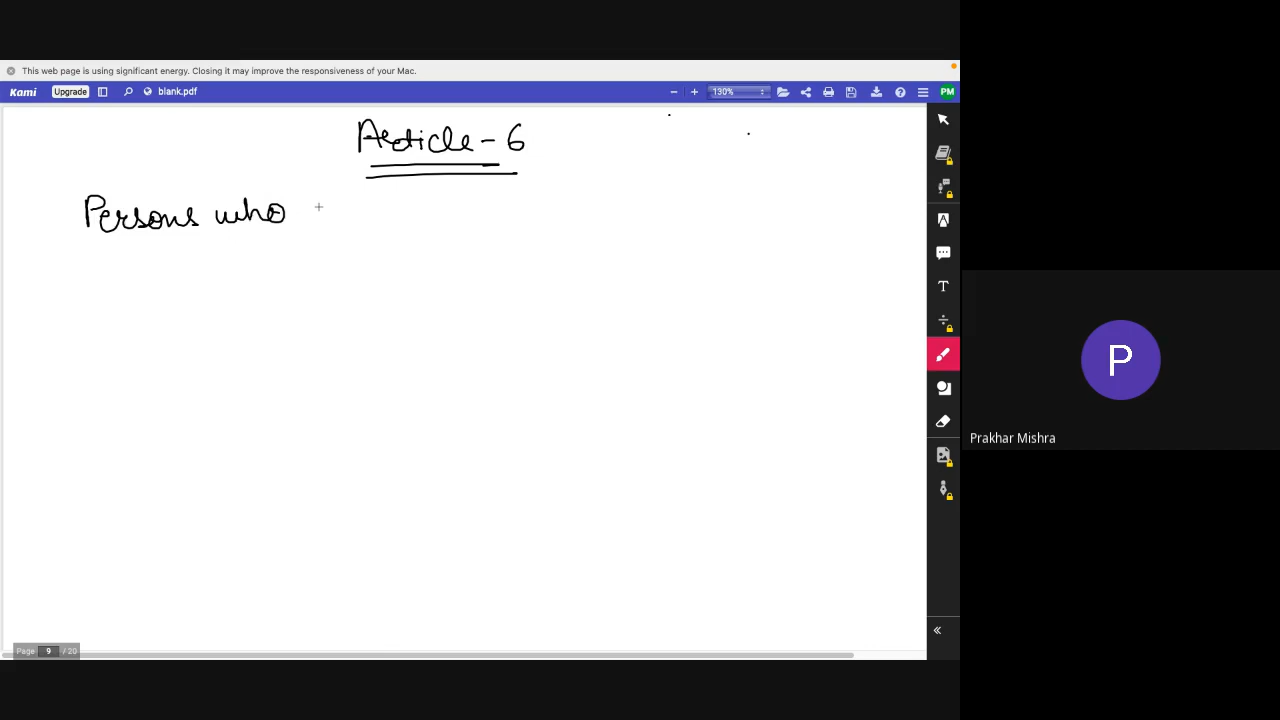 This web page is using significant energy. Closing it may improve the responsiveness of your Mac.
Kami Upgrade blank.pdf 130% PM
Article - 6
Persons who
T
P
Prakhar Mishra
Page 9 / 20